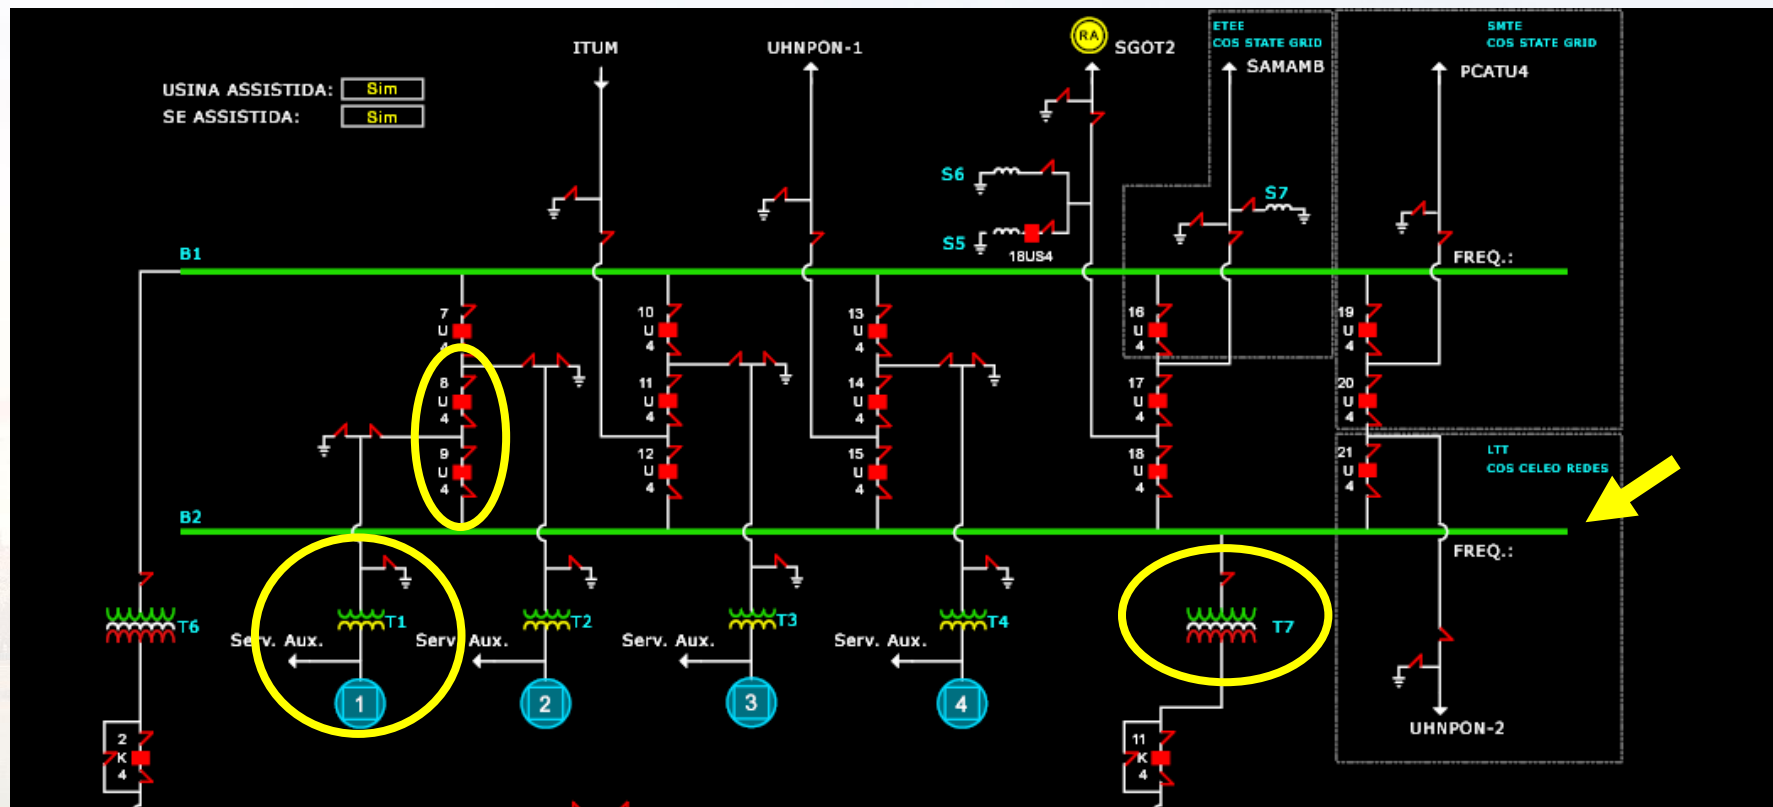 ITUM
UHNPON-1
RA
SGOT2
ETEE
COS STATE GRID
SAMAMB
SMTE
COS STATE GRID
PCATU4
USINA ASSISTIDA: Sim
SE ASSISTIDA: Sim
S6
S7
S5
18US4
B1
FREQ.:
7
U
4
10
U
4
13
U
4
16
U
4
19
U
4
8
U
4
11
U
4
14
U
4
17
U
4
20
U
4
9
U
4
12
U
4
15
U
4
18
U
4
21
U
4
LTT
COS CELEO REDES
B2
FREQ.:
T6
T1
T2
T3
T4
T7
Serv. Aux.
Serv. Aux.
Serv. Aux.
Serv. Aux.
1
2
3
4
UHNPON-2
2
K
4
11
K
4